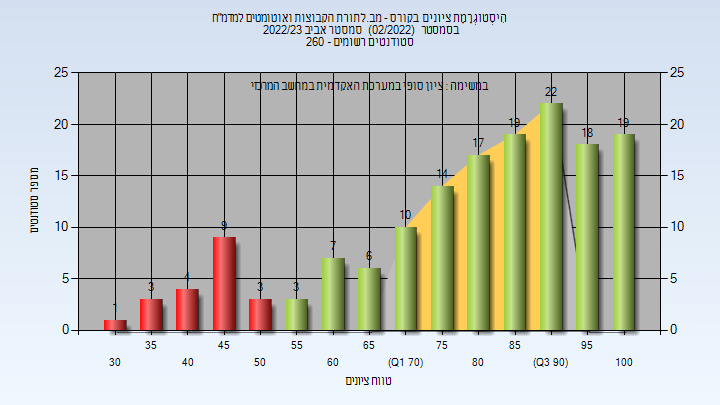 היסטוגרמת ציונים בקורס - מב.לתורת הקבוצות ואוטומטים למדמ"ח
בסמסטר (02/2022) סמסטר אביב 2022/23
סטודנטים רשומים - 260
במשימה : ציון סופי במערכת האקדמית במחשב המרכזי
מספר סטודנטים
25 25
20 20
15 15
10 10
5 5
0 0
1 3 4 9 3 3 7 6 10 14 17 19 22 18 19
35 45 55 65 75 85 95
30 40 50 60 (Q1 70) 80 (Q3 90) 100
טווח ציונים